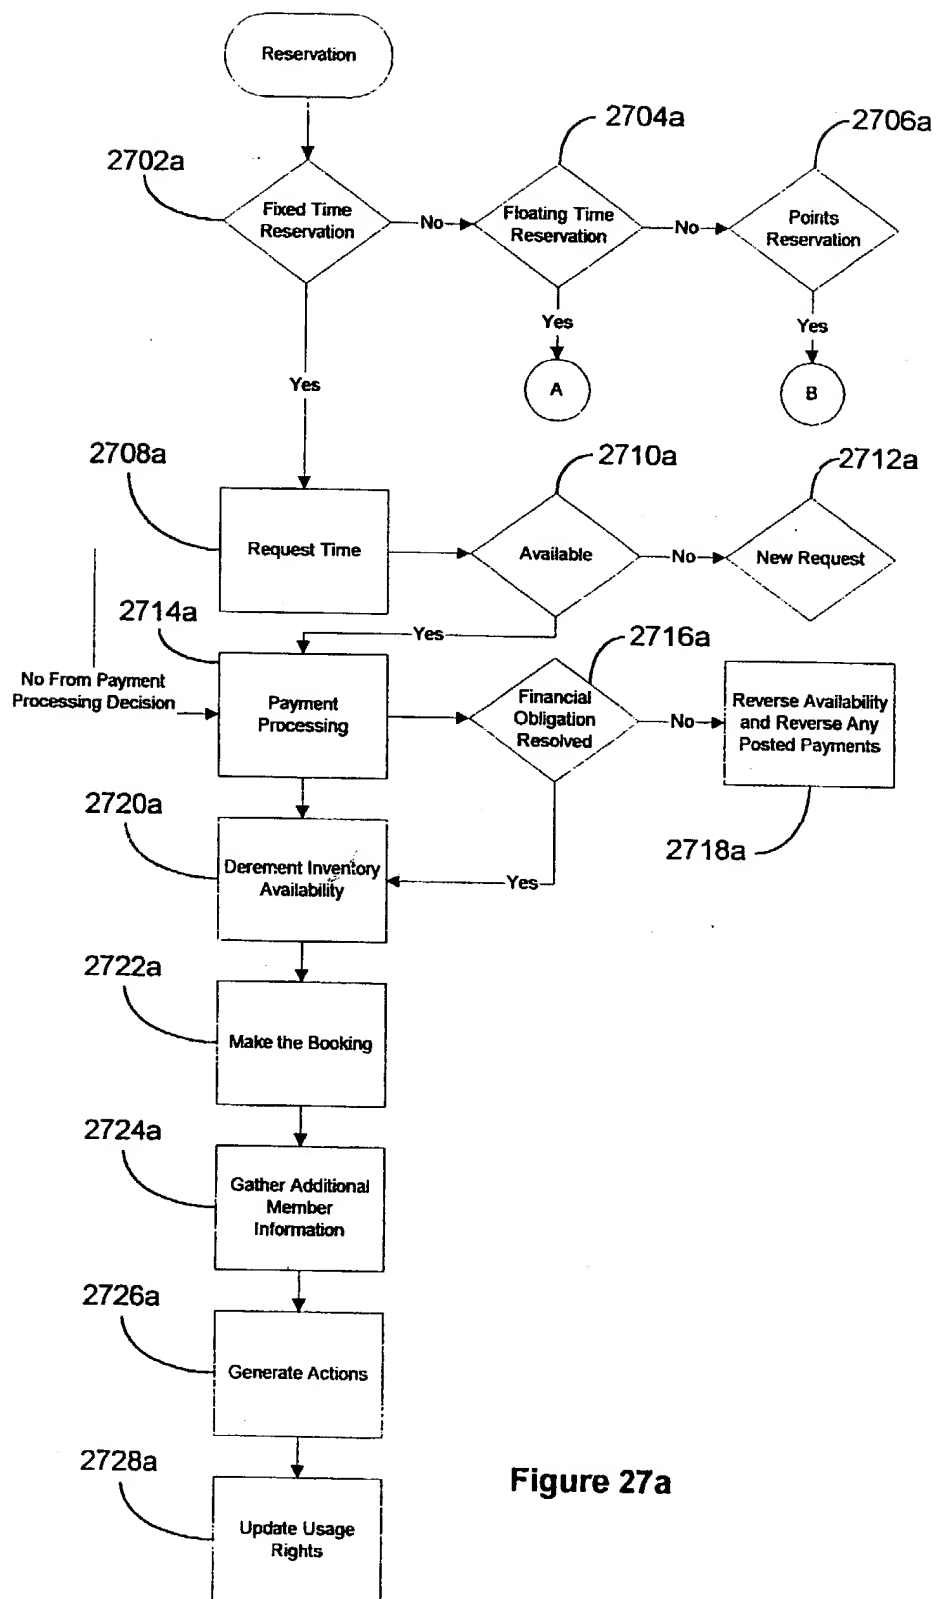 Reservation
2704a
2706a
2702a
Fixed Time
Reservation
No
Floating Time
Reservation
No
Points
Reservation
Yes
Yes
A
B
Yes
2708a
2710a
2712a
Request Time
Available
No
New Request
2714a
Yes
2716a
No From Payment
Processing Decision
Payment
Processing
Financial
Obligation
Resolved
No
Reverse Availability
and Reverse Any
Posted Payments
2720a
2718a
Derement Inventory
Availability
Yes
2722a
Make the Booking
2724a
Gather Additional
Member
Information
2726a
Generate Actions
2728a
Figure 27a
Update Usage
Rights